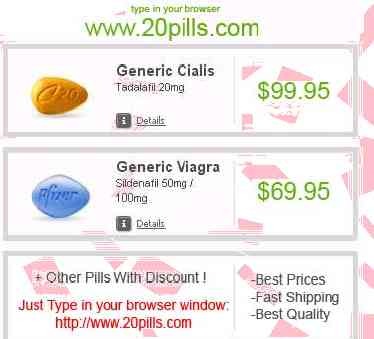 type in your browser
www.20pills.com
Generic Cialis
Tadalafil 20mg
$99.95
i Details
Generic Viagra
Sildenafil 50mg /
100mg
$69.95
Pfizer
i Details
+ Other Pills With Discount !
Just Type in your browser window:
http://www.20pills.com
-Best Prices
-Fast Shipping
-Best Quality